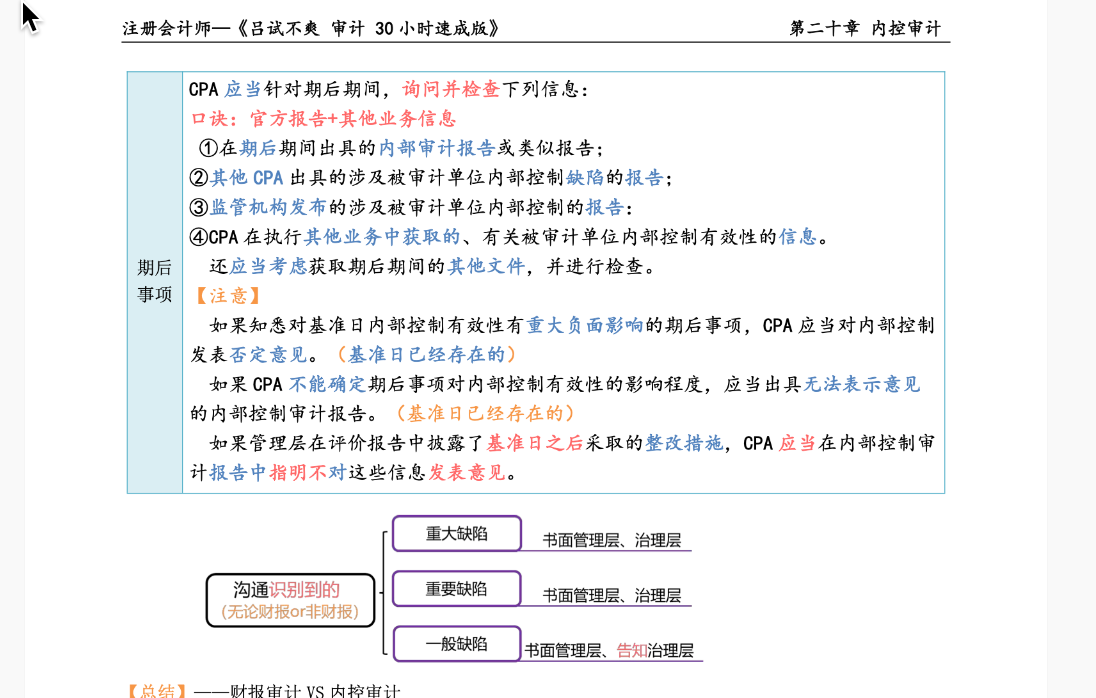 注册会计师—《吕试不爽 审计 30 小时速成版》 第二十章 内控审计
CPA 应当针对期后期间，询问并检查下列信息：
口诀：官方报告+其他业务信息
①在期后期间出具的内部审计报告或类似报告；
②其他 CPA 出具的涉及被审计单位内部控制缺陷的报告；
③监管机构发布的涉及被审计单位内部控制的报告：
④CPA 在执行其他业务中获取的、有关被审计单位内部控制有效性的信息。
还应当考虑获取期后期间的其他文件，并进行检查。
期后
事项
【注意】
如果知悉对基准日内部控制有效性有重大负面影响的期后事项，CPA 应当对内部控制
发表否定意见。（基准日已经存在的）
如果 CPA 不能确定期后事项对内部控制有效性的影响程度，应当出具无法表示意见
的内部控制审计报告。（基准日已经存在的）
如果管理层在评价报告中披露了基准日之后采取的整改措施，CPA 应当在内部控制审
计报告中指明不对这些信息发表意见。
重大缺陷 书面管理层、治理层
沟通识别到的
（无论财报or非财报）
重要缺陷 书面管理层、治理层
一般缺陷 书面管理层、告知治理层
【总结】——财报审计 VS 内控审计